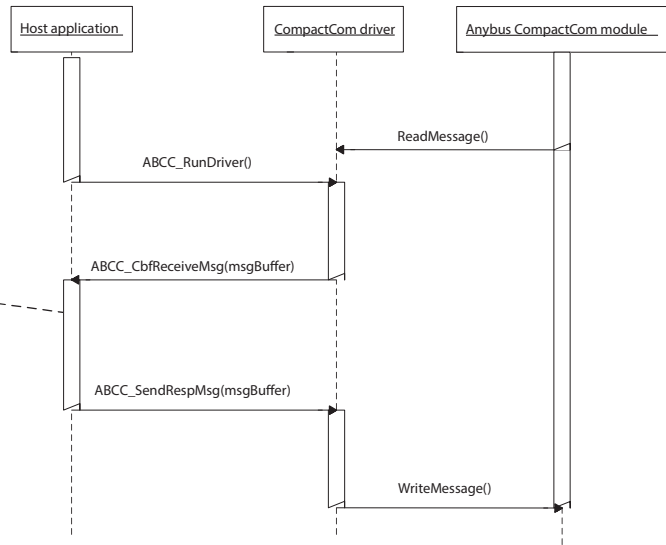 Host application
CompactCom driver
Anybus CompactCom module
ReadMessage()
ABCC_RunDriver()
ABCC_CbfReceiveMsg(msgBuffer)
ABCC_SendRespMsg(msgBuffer)
WriteMessage()